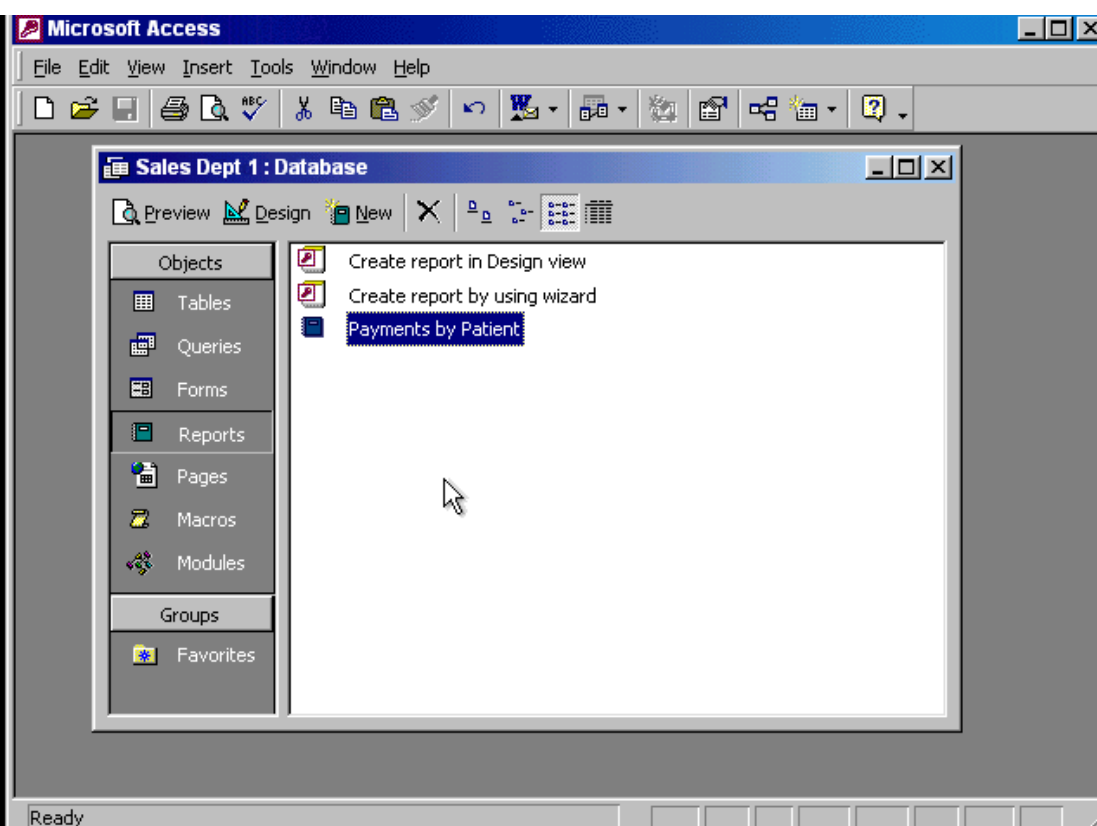 Microsoft Access
File Edit View Insert Tools Window Help
ABC
Sales Dept 1 : Database
Preview Design New
Objects
Create report in Design view
Create report by using wizard
Tables
Payments by Patient
Queries
Forms
Reports
Pages
Macros
Modules
Groups
Favorites
Ready